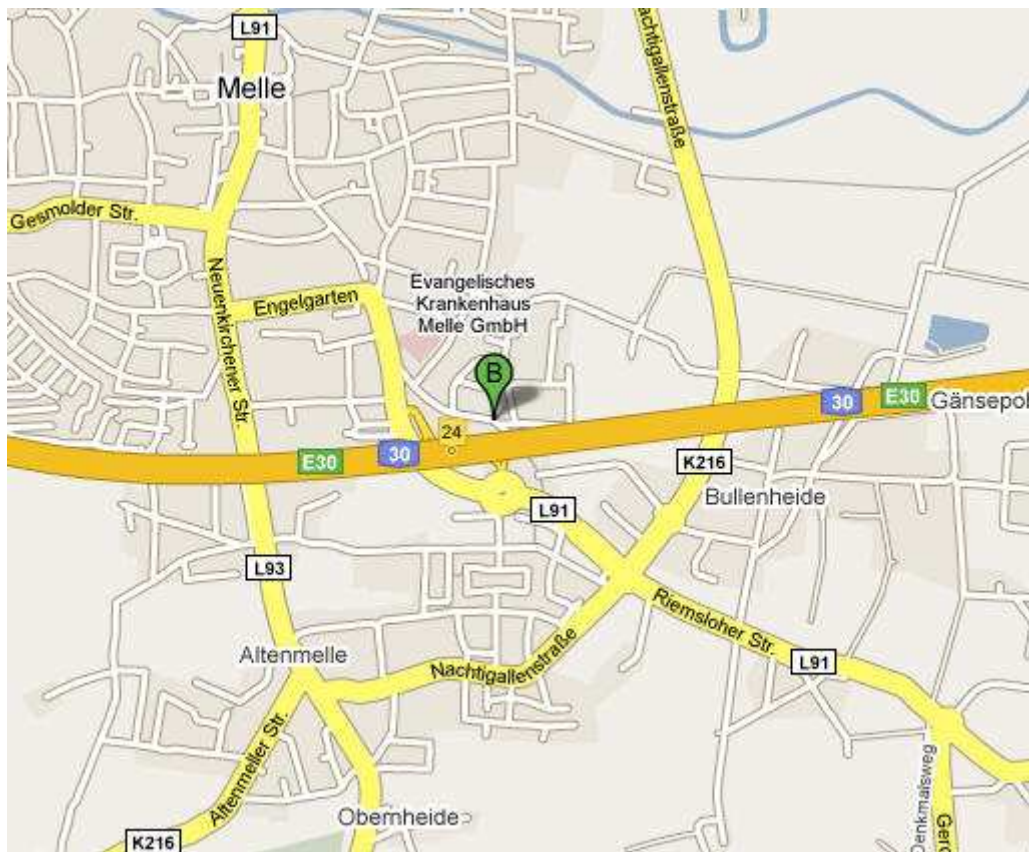 L91
Melle
Nachtigallenstraße
Gesmolder Str.
Neuenkirchener Str.
Engelgarten
Evangelisches
Krankenhaus
Melle GmbH
B
30
E30
Gänsepol
24
E30
30
K216
Bullenheide
L91
L93
Riemsloher Str.
Altenmelle
Nachtigallenstraße
L91
Altenmeller Str.
Obernheide
Denkmalsweg
Gero
K216